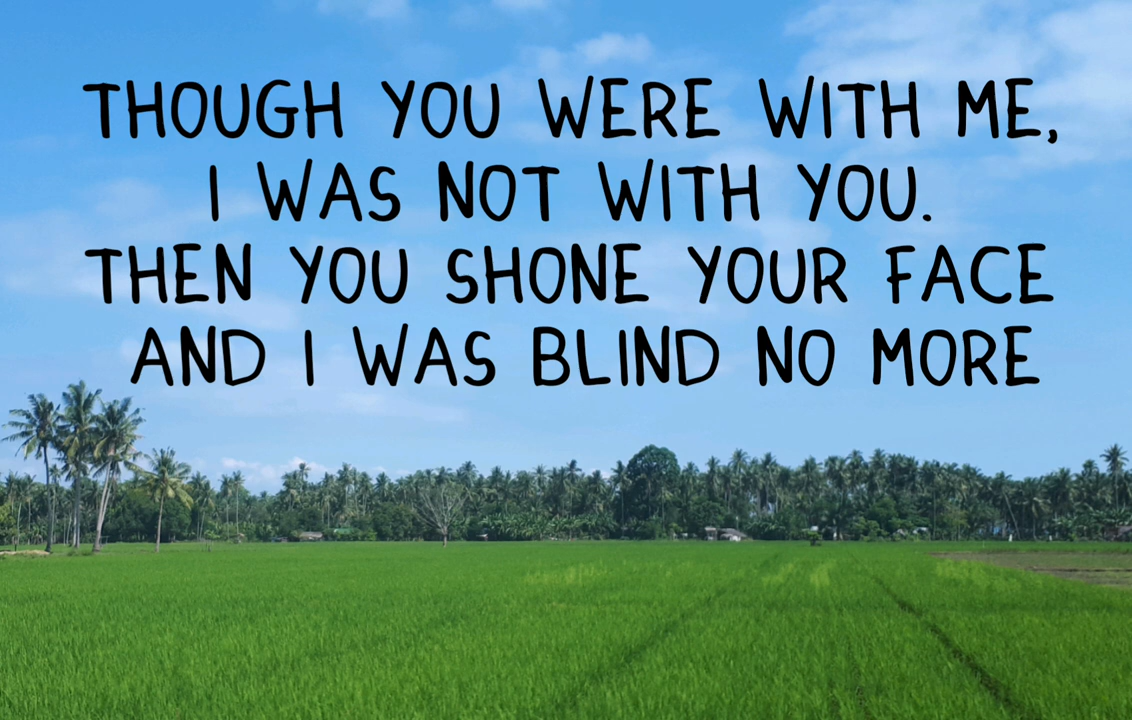 THOUGH YOU WERE WITH ME,
I WAS NOT WITH YOU.
THEN YOU SHONE YOUR FACE
AND I WAS BLIND NO MORE